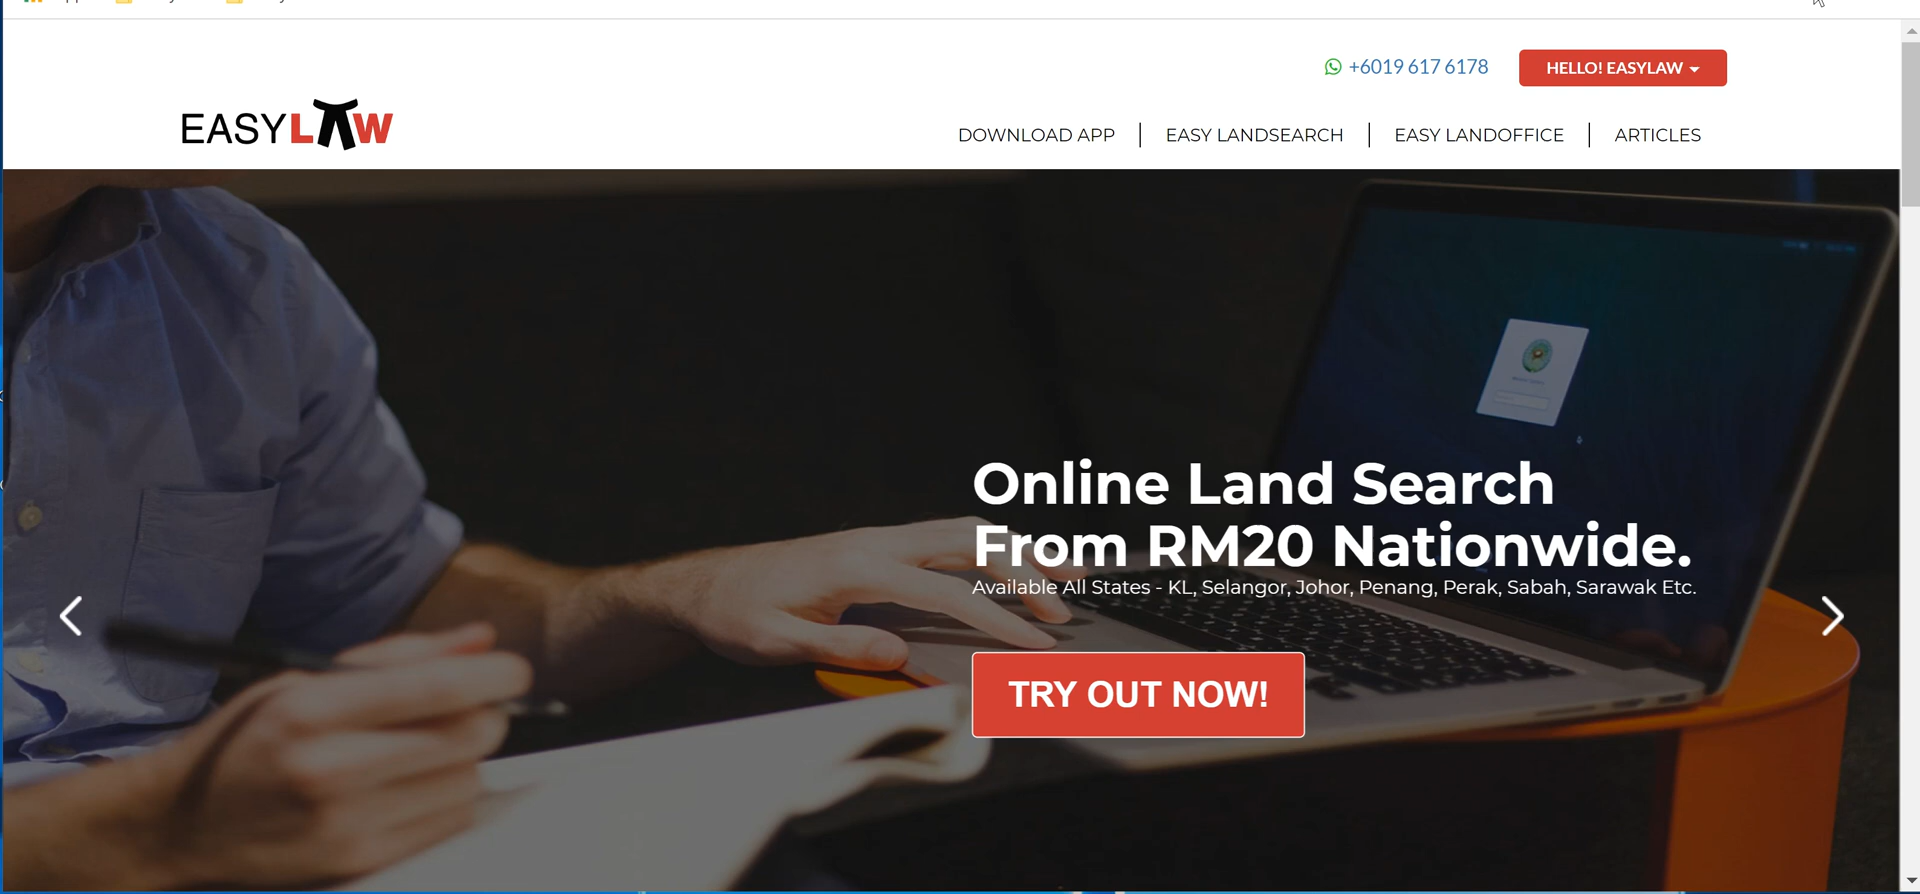 +6019 617 6178
HELLO! EASYLAW
EASYLAW
DOWNLOAD APP
EASY LANDSEARCH
EASY LANDOFFICE
ARTICLES
Online Land Search
From RM20 Nationwide.
Available All States - KL, Selangor, Johor, Penang, Perak, Sabah, Sarawak Etc.
TRY OUT NOW!